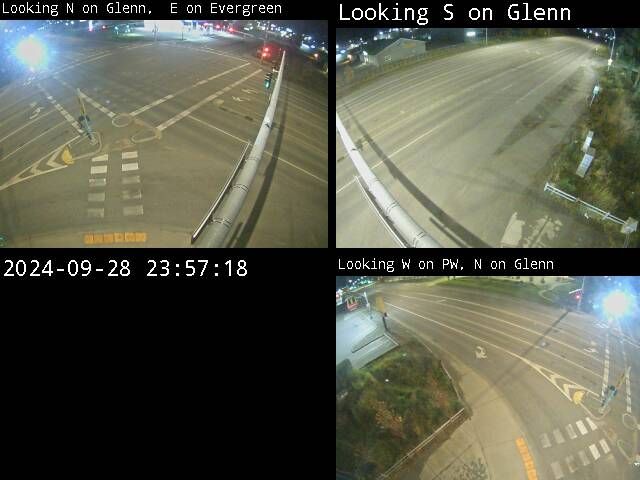 Looking N on Glenn,  E on Evergreen
Looking S on Glenn
2024-09-28 23:57:18
Looking W on PW, N on Glenn